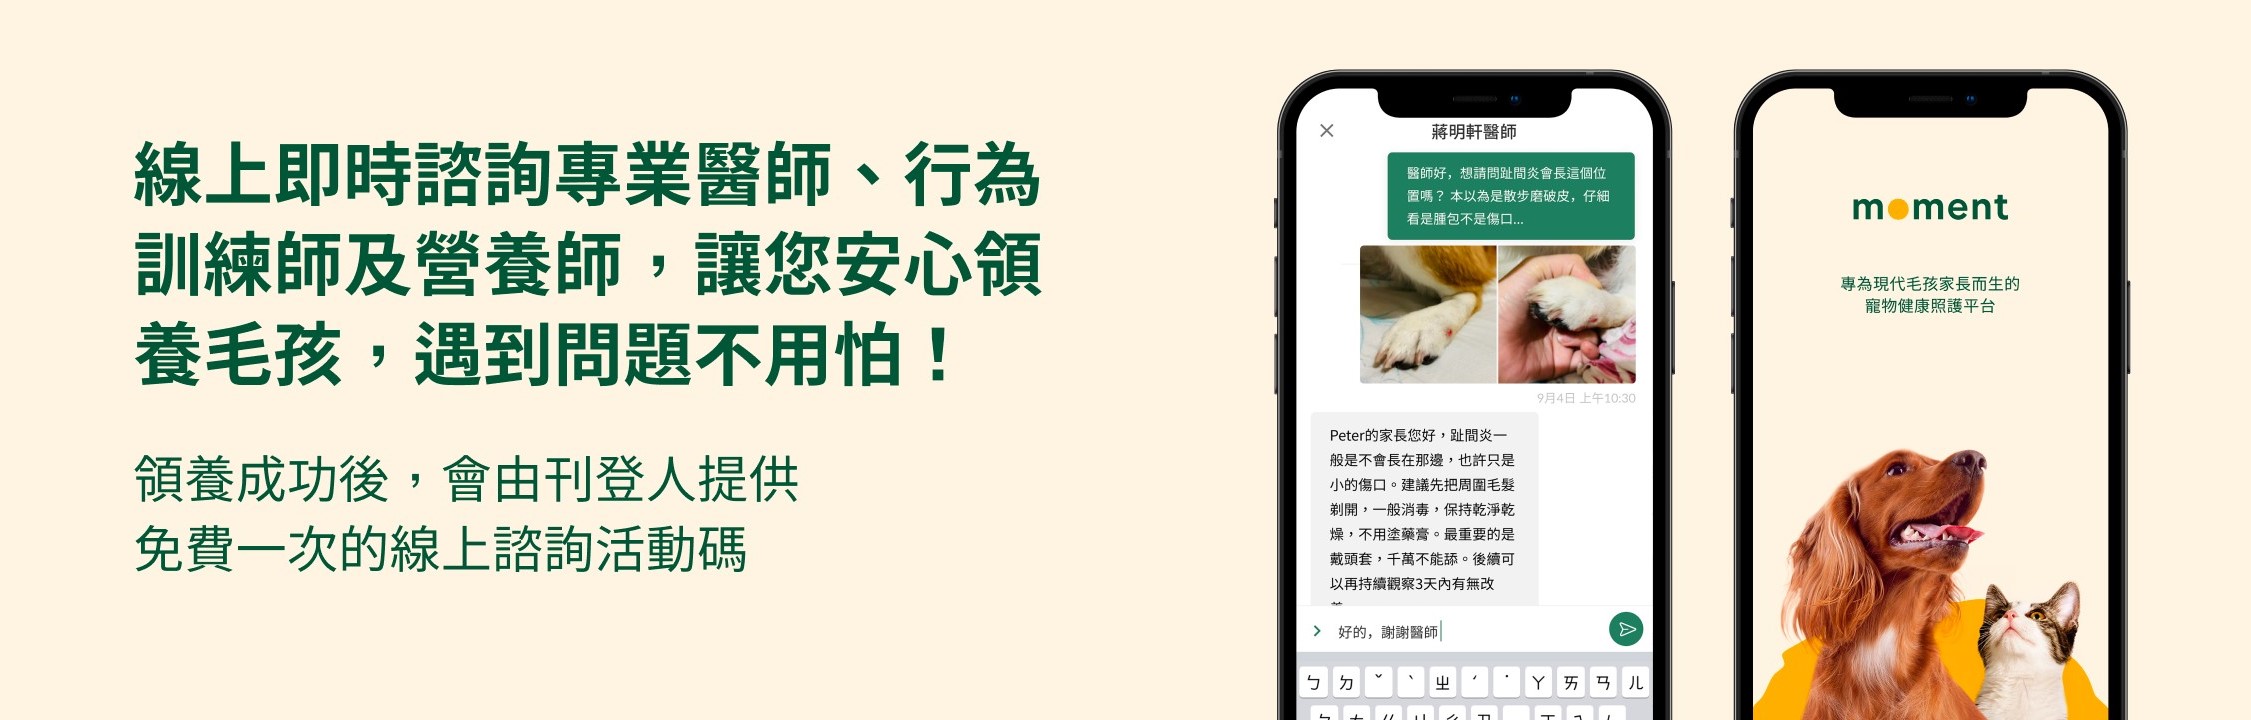 線上即時諮詢專業醫師、行為
訓練師及營養師，讓您安心領
養毛孩，遇到問題不用怕！
領養成功後，會由刊登人提供
免費一次的線上諮詢活動碼
蔣明軒醫師
醫師好，想請問趾間炎會長這個位
置嗎？ 本以為是散步磨破皮，仔細
看是腫包不是傷口...
9月4日 上午10:30
Peter的家長您好，趾間炎一
般是不會長在那邊，也許只是
小的傷口。建議先把周圍毛髮
剃開，一般消毒，保持乾淨乾
燥，不用塗藥膏。最重要的是
戴頭套，千萬不能舔。後續可
以再持續觀察3天內有無改
好的，謝謝醫師
ㄅ ㄉ ˇ ˋ ㄓ ˊ ˙ ㄚ ㄞ ㄢ ㄦ
moment
專為現代毛孩家長而生的
寵物健康照護平台